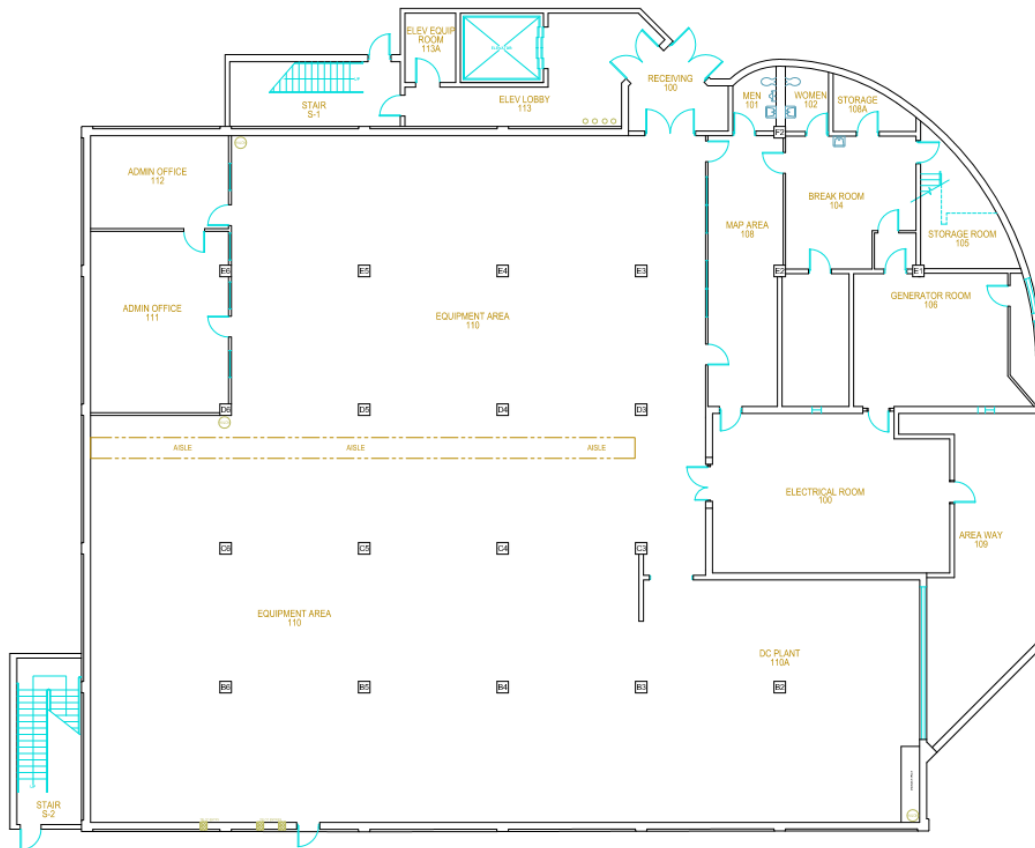 ELEV EQUIP
ROOM
113A
RECEIVING
100
STAIR
S-1
ELEV LOBBY
113
MEN
101
WOMEN
102
STORAGE
106A
F2
ADMIN OFFICE
112
BREAK ROOM
104
MAP AREA
108
STORAGE ROOM
105
E6
E5
E4
E3
E2
E1
ADMIN OFFICE
111
EQUIPMENT AREA
110
GENERATOR ROOM
106
D6
D5
D4
D3
AISLE
AISLE
AISLE
ELECTRICAL ROOM
100
AREA WAY
109
C6
C5
C4
C3
EQUIPMENT AREA
110
DC PLANT
110A
B6
B5
B4
B3
B2
STAIR
S-2